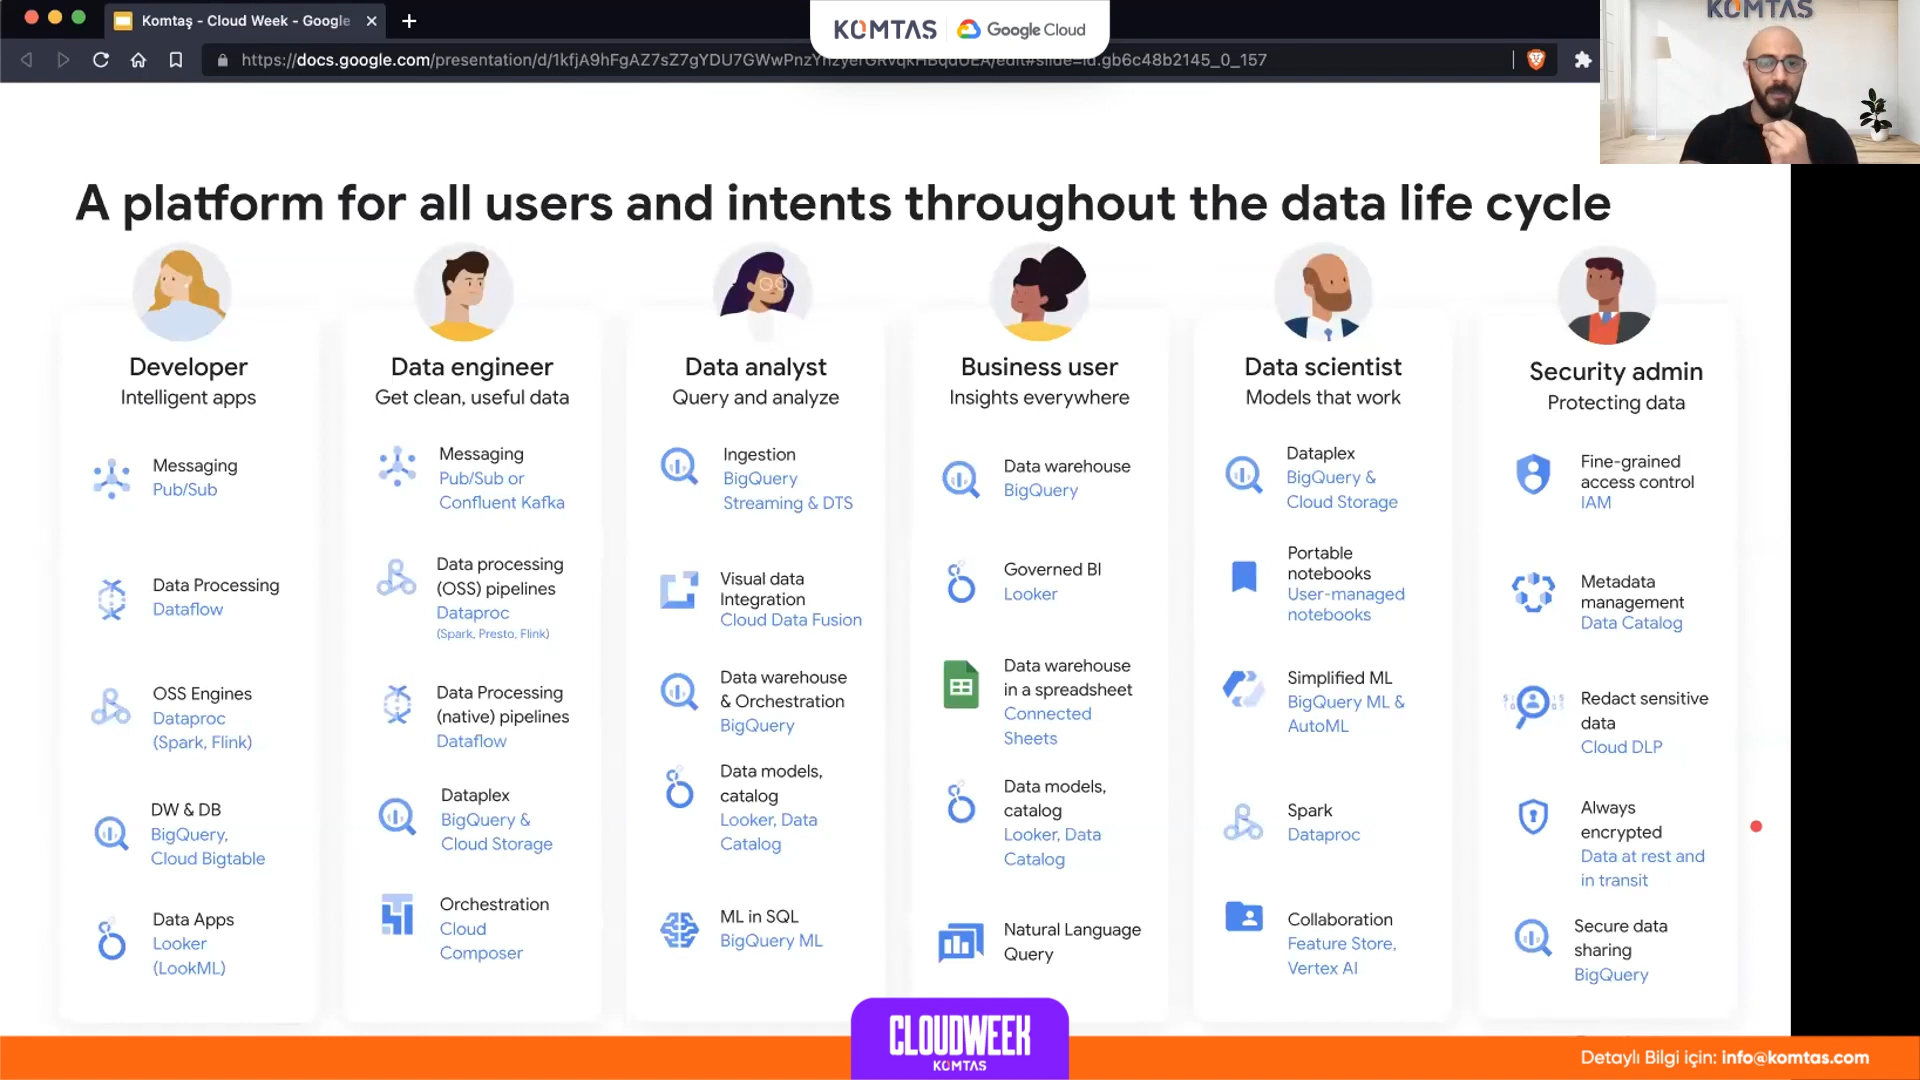 Komtaş - Cloud Week - Google
KOMTAS
Google Cloud
KOMTAS
https://docs.google.com/presentation/d/1kfjA9hFgAZ7sZ7gYDU7GWwPnzYnzyerGRvqkHBqdUEA/edit#slide=id.gb6c48b2145_0_157
A platform for all users and intents throughout the data life cycle
Developer
Intelligent apps
Messaging
Pub/Sub
Data Processing
Dataflow
OSS Engines
Dataproc
(Spark, Flink)
DW & DB
BigQuery,
Cloud Bigtable
Data Apps
Looker
(LookML)
Data engineer
Get clean, useful data
Messaging
Pub/Sub or
Confluent Kafka
Data processing
(OSS) pipelines
Dataproc
(Spark, Presto, Flink)
Data Processing
(native) pipelines
Dataflow
Dataplex
BigQuery &
Cloud Storage
Orchestration
Cloud
Composer
Data analyst
Query and analyze
Ingestion
BigQuery
Streaming & DTS
Visual data
Integration
Cloud Data Fusion
Data warehouse
& Orchestration
BigQuery
Data models,
catalog
Looker, Data
Catalog
ML in SQL
BigQuery ML
Business user
Insights everywhere
Data warehouse
BigQuery
Governed BI
Looker
Data warehouse
in a spreadsheet
Connected
Sheets
Data models,
catalog
Looker, Data
Catalog
Natural Language
Query
Data scientist
Models that work
Dataplex
BigQuery &
Cloud Storage
Portable
notebooks
User-managed
notebooks
Simplified ML
BigQuery ML &
AutoML
Spark
Dataproc
Collaboration
Feature Store,
Vertex AI
Security admin
Protecting data
Fine-grained
access control
IAM
Metadata
management
Data Catalog
Redact sensitive
data
Cloud DLP
Always
encrypted
Data at rest and
in transit
Secure data
sharing
BigQuery
CLOUDWEEK
KOMTAS
Detaylı Bilgi için: info@komtas.com